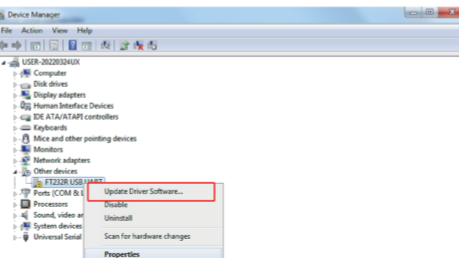 Device Manager
File Action View Help
USER-20220324UX
Computer
Disk drives
Display adapters
Human Interface Devices
IDE ATA/ATAPI controllers
Keyboards
Mice and other pointing devices
Monitors
Network adapters
Other devices
FT232R USB UART
Ports (COM & L
Processors
Sound, video ar
System devices
Universal Serial
Update Driver Software...
Disable
Uninstall
Scan for hardware changes
Properties